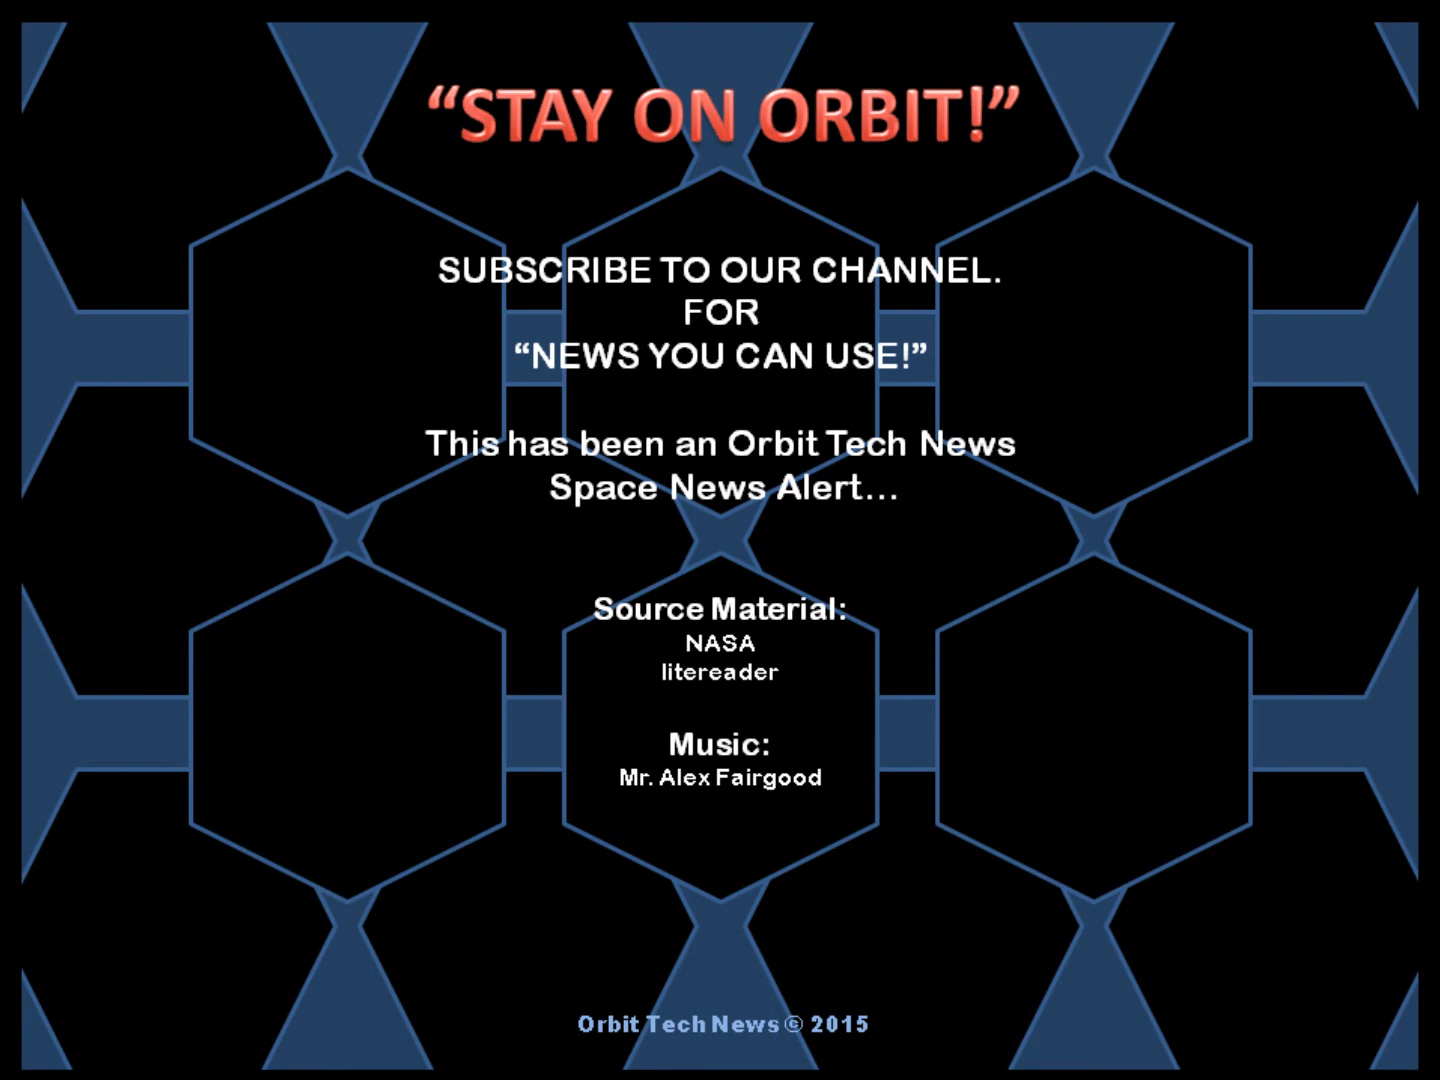 “STAY ON ORBIT!”
SUBSCRIBE TO OUR CHANNEL.
FOR
“NEWS YOU CAN USE!”
This has been an Orbit Tech News
Space News Alert…
Source Material:
NASA
litereader
Music:
Mr. Alex Fairgood
Orbit Tech News © 2015